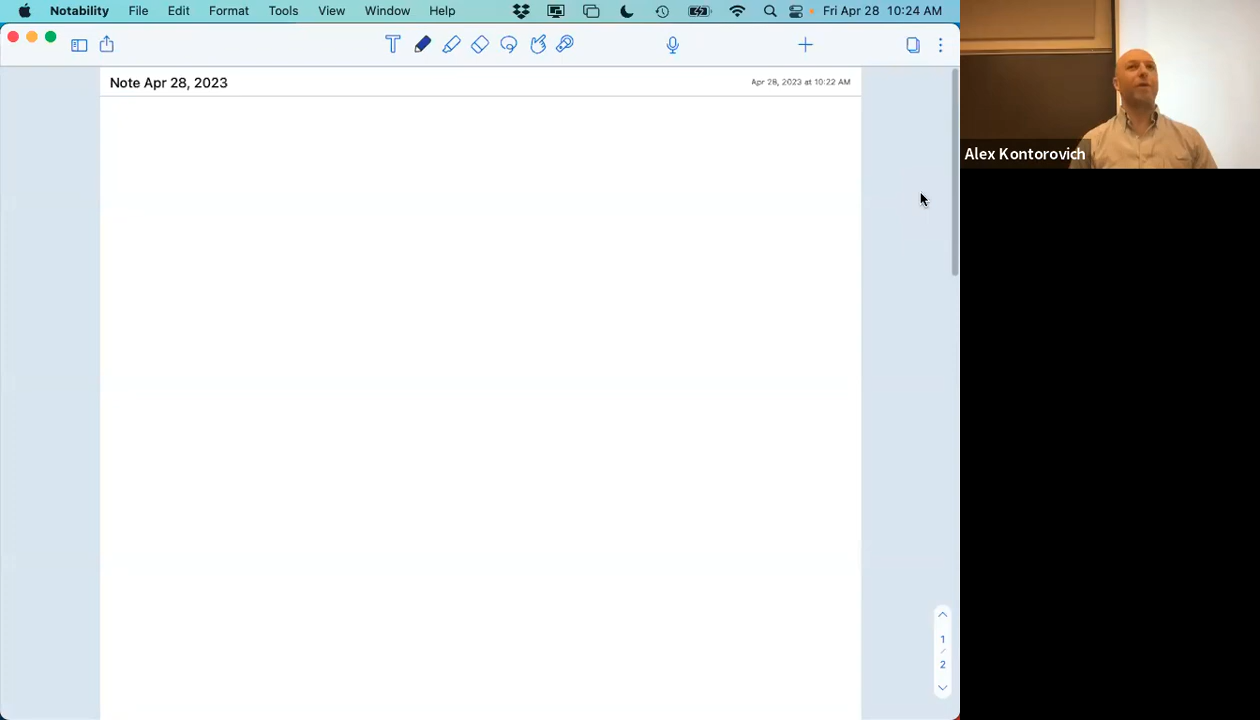 Notability File Edit Format Tools View Window Help Fri Apr 28 10:24 AM
Note Apr 28, 2023
Apr 28, 2023 at 10:22 AM
Alex Kontorovich
1
/
2